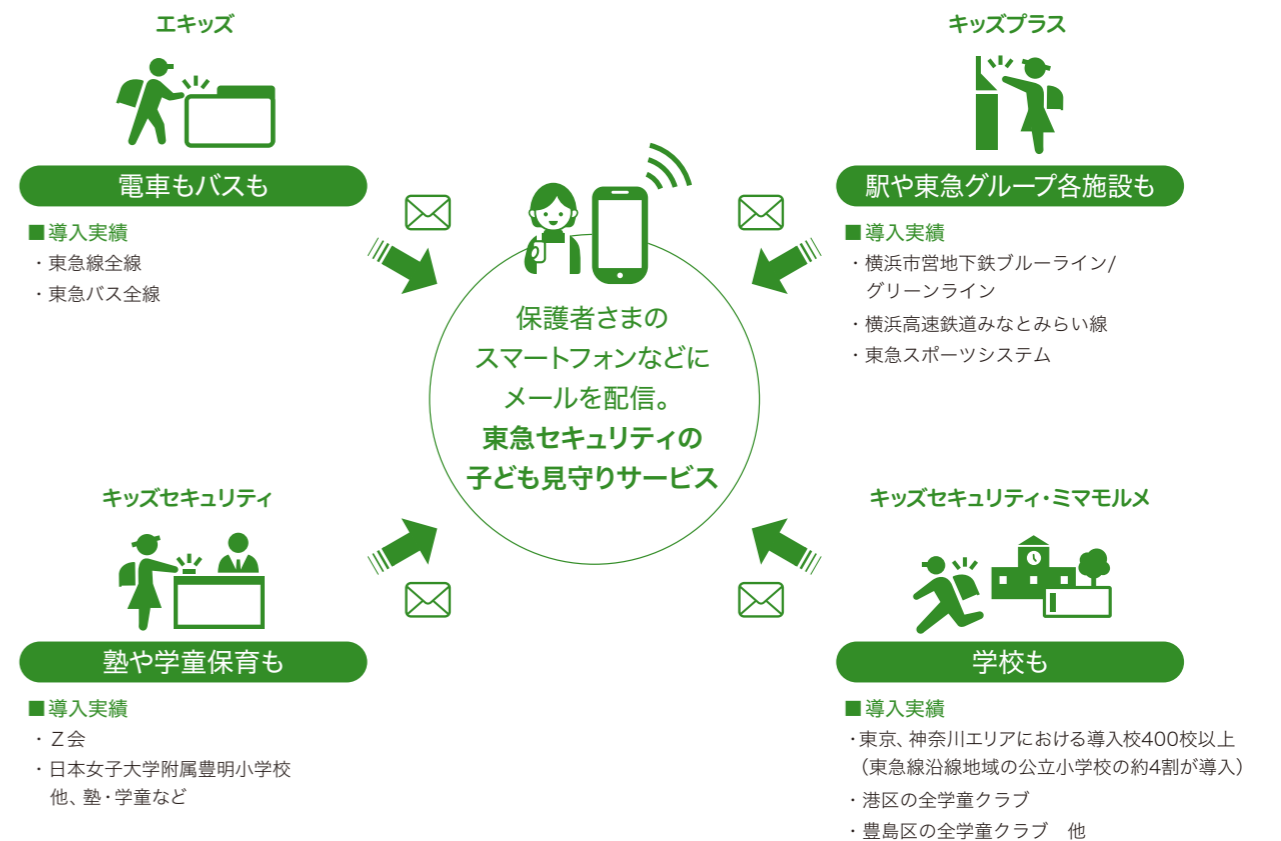 エキッズ
電車もバスも
■導入実績
・東急線全線
・東急バス全線
キッズプラス
駅や東急グループ各施設も
■導入実績
・横浜市営地下鉄ブルーライン/
グリーンライン
・横浜高速鉄道みなとみらい線
・東急スポーツシステム
保護者さまの
スマートフォンなどに
メールを配信。
東急セキュリティの
子ども見守りサービス
キッズセキュリティ
塾や学童保育も
■導入実績
・Ｚ会
・日本女子大学附属豊明小学校
他、塾・学童など
キッズセキュリティ・ミマモルメ
学校も
■導入実績
・東京、神奈川エリアにおける導入校400校以上
（東急線沿線地域の公立小学校の約4割が導入）
・港区の全学童クラブ
・豊島区の全学童クラブ　他